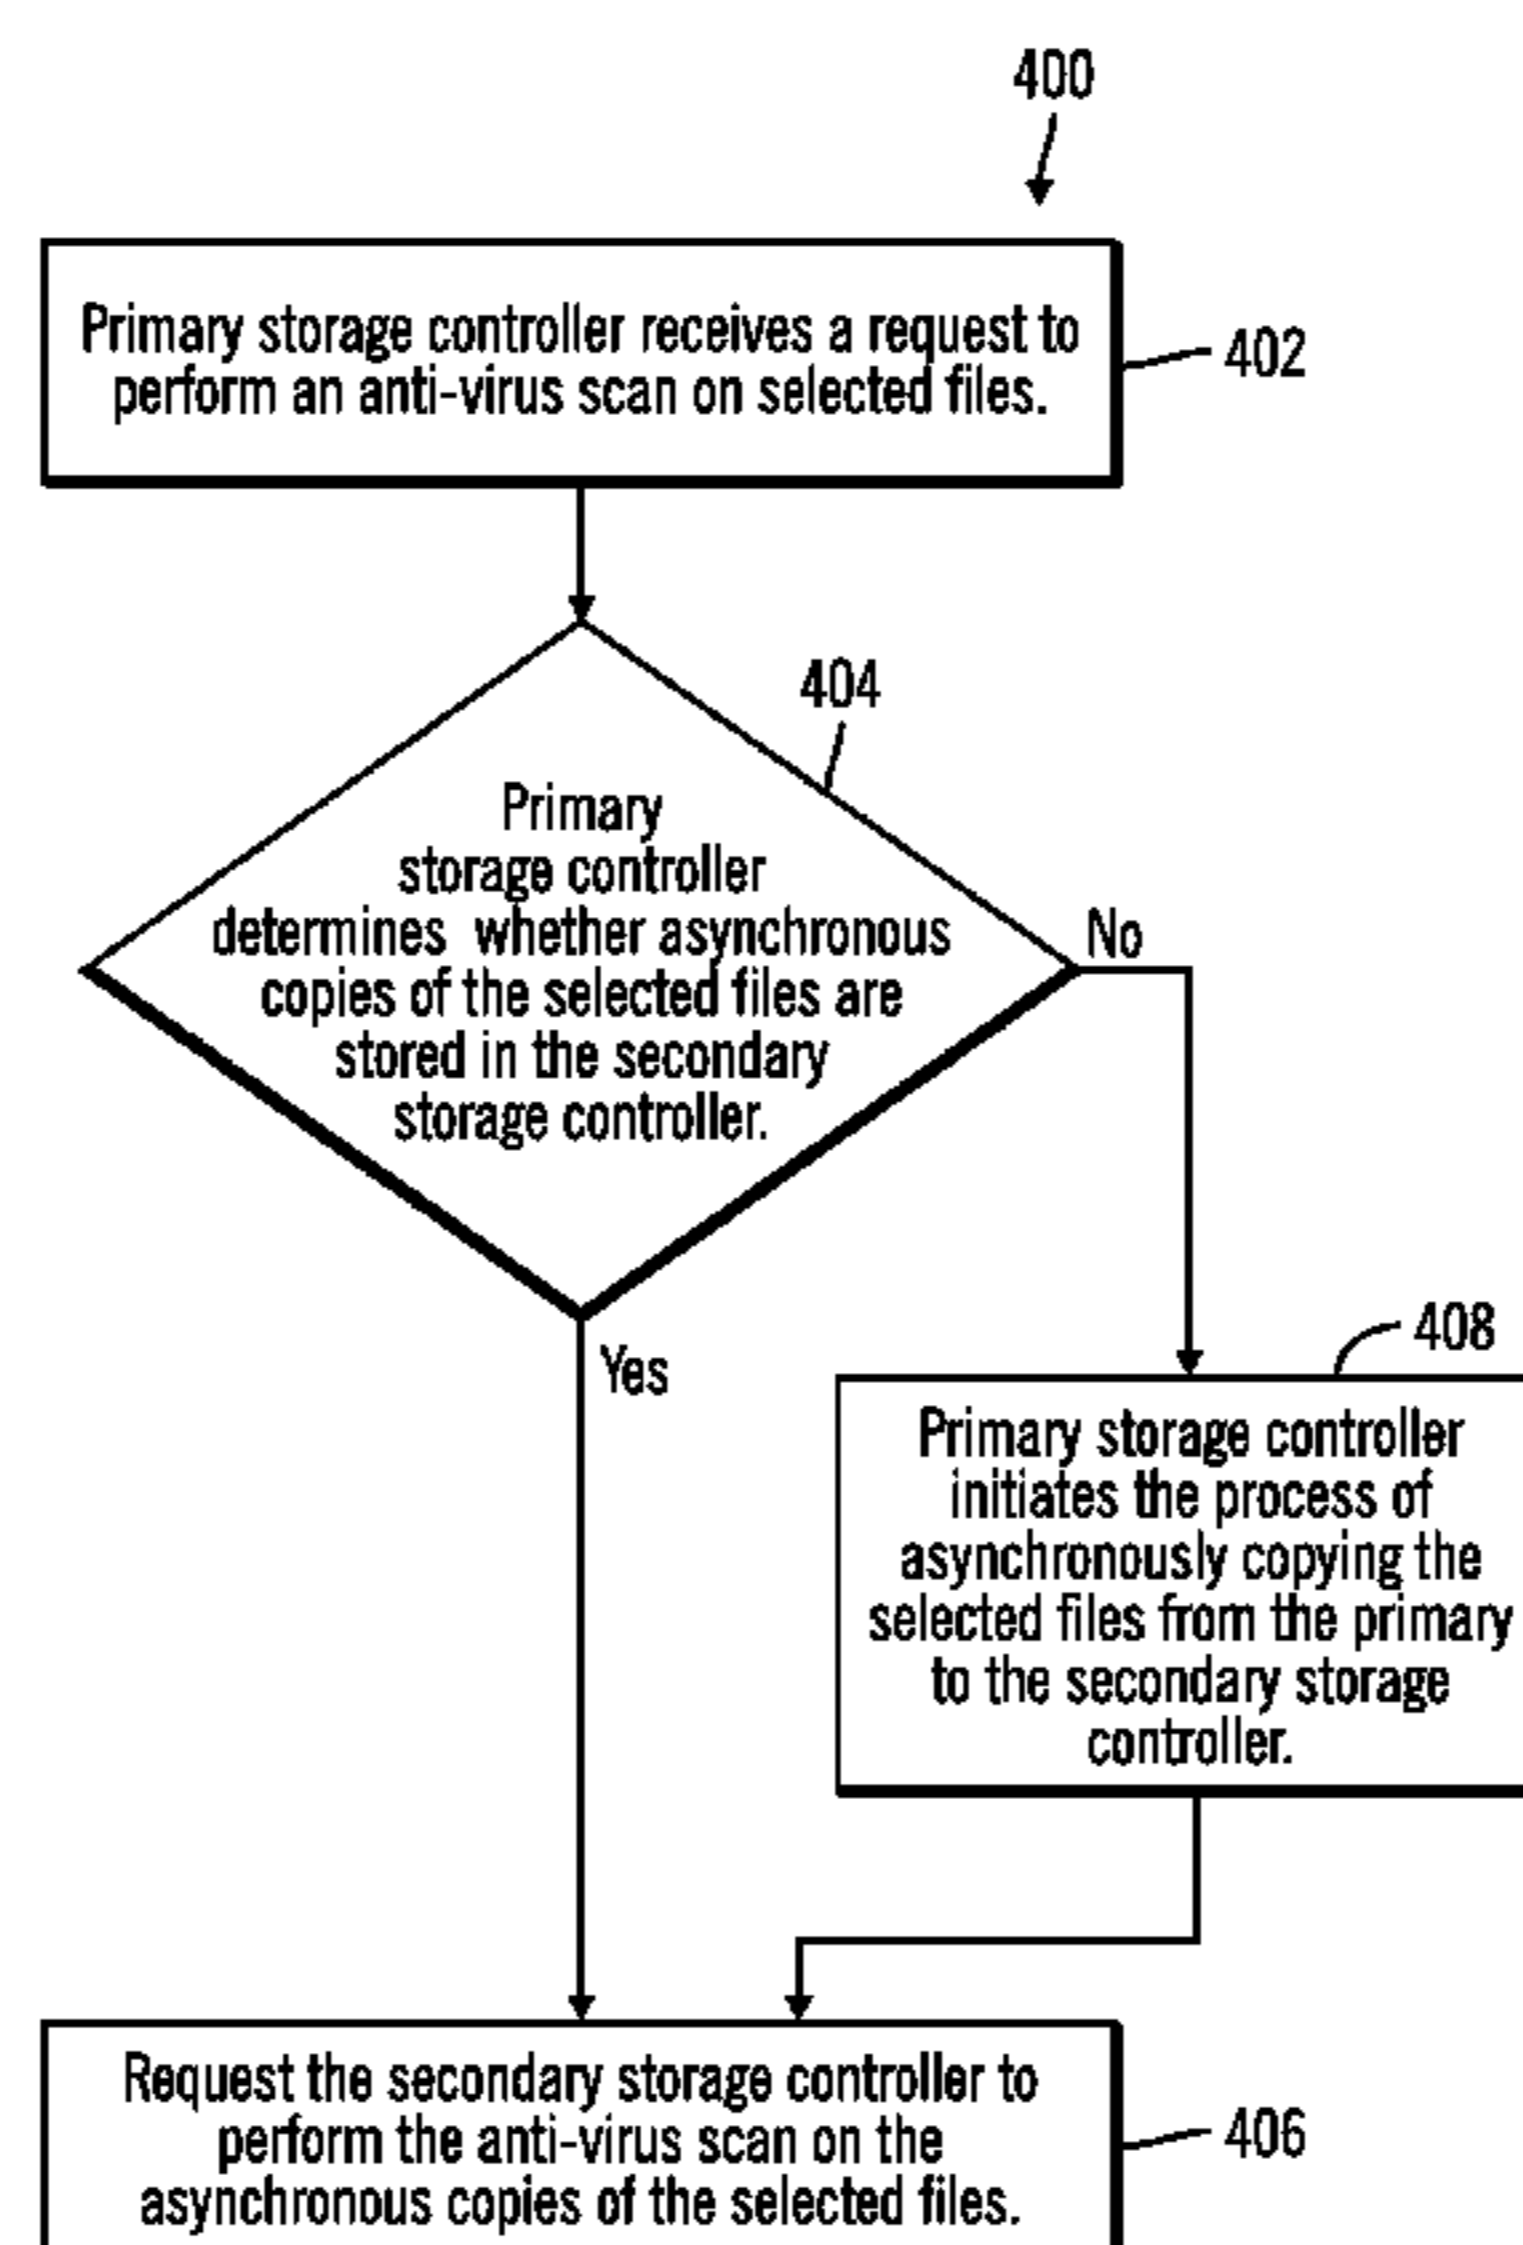 400
Primary storage controller receives a request to
perform an anti-virus scan on selected files.
402
404
Primary
storage controller
determines whether asynchronous
copies of the selected files are
stored in the secondary
storage controller.
No
Yes
408
Primary storage controller
initiates the process of
asynchronously copying the
selected files from the primary
to the secondary storage
controller.
Request the secondary storage controller to
perform the anti-virus scan on the
asynchronous copies of the selected files.
406